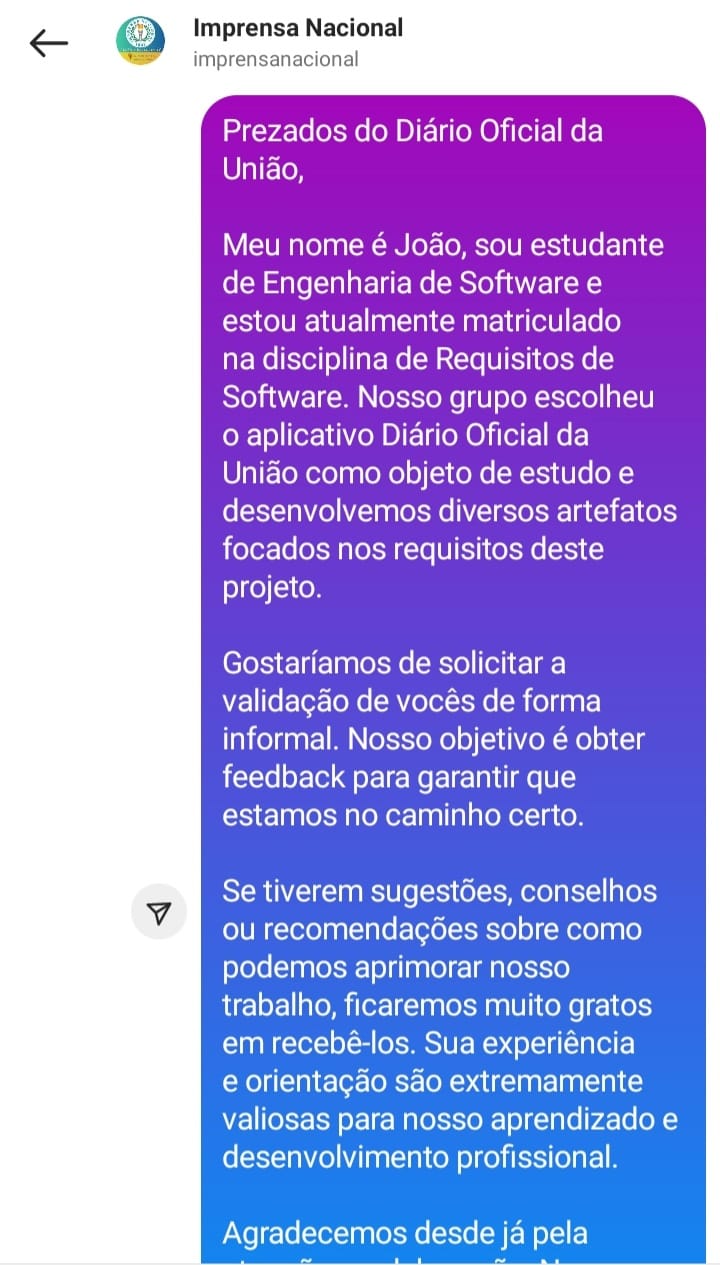 Imprensa Nacional
imprensanacional
Prezados do Diário Oficial da
União,
Meu nome é João, sou estudante
de Engenharia de Software e
estou atualmente matriculado
na disciplina de Requisitos de
Software. Nosso grupo escolheu
o aplicativo Diário Oficial da
União como objeto de estudo e
desenvolvemos diversos artefatos
focados nos requisitos deste
projeto.
Gostaríamos de solicitar a
validação de vocês de forma
informal. Nosso objetivo é obter
feedback para garantir que
estamos no caminho certo.
Se tiverem sugestões, conselhos
ou recomendações sobre como
podemos aprimorar nosso
trabalho, ficaremos muito gratos
em recebê-los. Sua experiência
e orientação são extremamente
valiosas para nosso aprendizado e
desenvolvimento profissional.
Agradecemos desde já pela